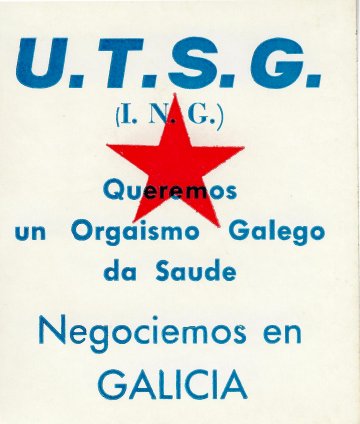 U.T.S.G.
(I. N. G.)
Queremos
un Orgaismo Galego
da Saude
Negociemos en
GALICIA